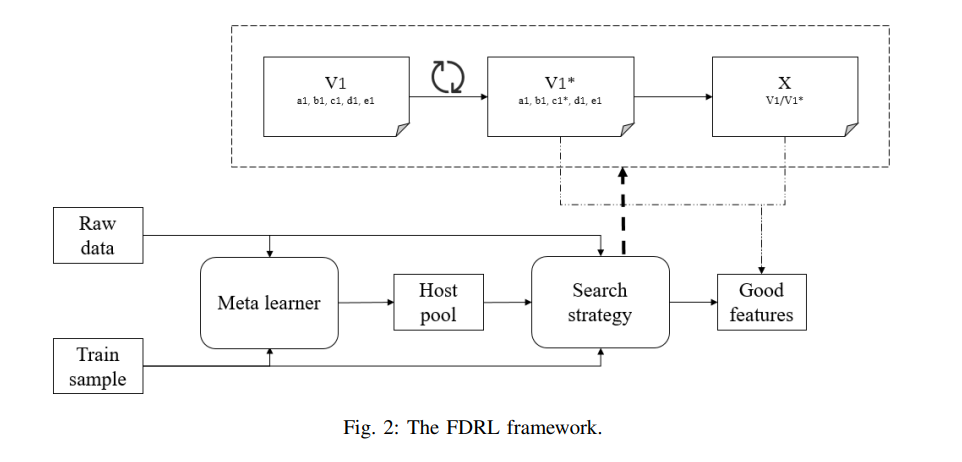 V1
a1, b1, c1, d1, e1
V1*
a1, b1, c1*, d1, e1
X
V1/V1*
Raw
data
Meta learner
Host
pool
Search
strategy
Good
features
Train
sample
Fig. 2: The FDRL framework.